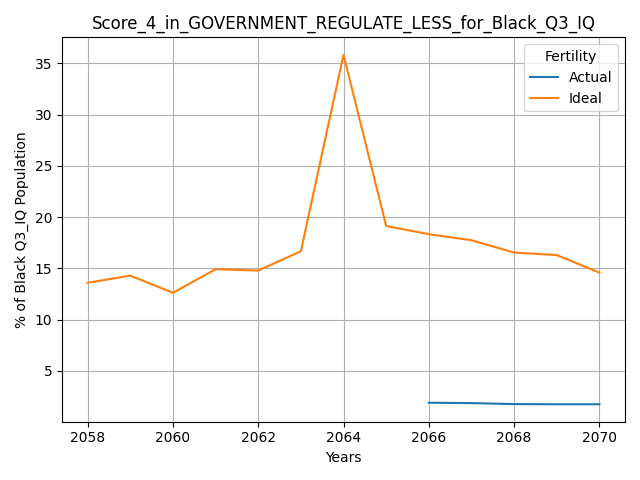 Score_4_in_GOVERNMENT_REGULATE_LESS_for_Black_Q3_IQ
Fertility
Actual
Ideal
% of Black Q3_IQ Population
35
30
25
20
15
10
5
2058 2060 2062 2064 2066 2068 2070
Years